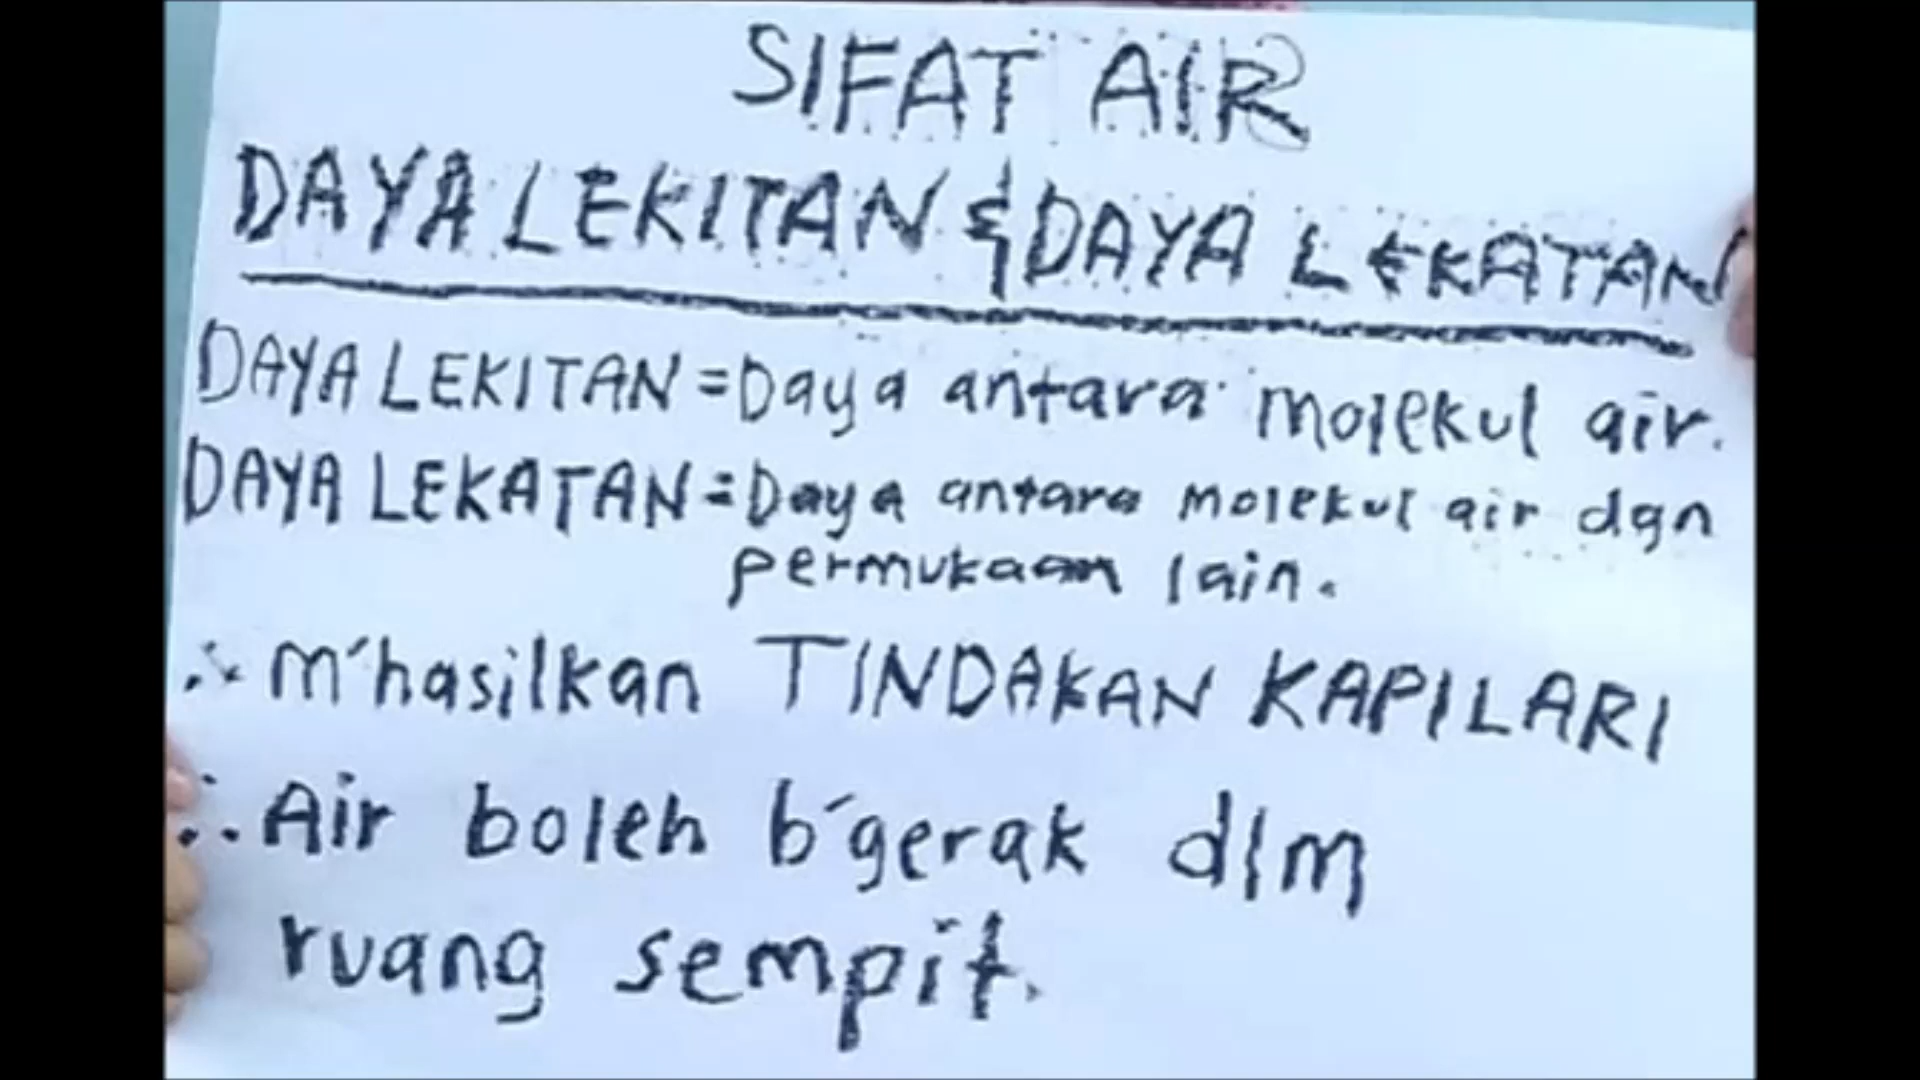 SIFAT AIR
DAYA LEKITAN & DAYA LEKATAN
DAYA LEKITAN = Daya antara molekul air.
DAYA LEKATAN = Daya antara molekul air dgn
permukaan lain.
∴ M'hasilkan TINDAKAN KAPILARI
∴ Air boleh b'gerak dlm
ruang sempit.